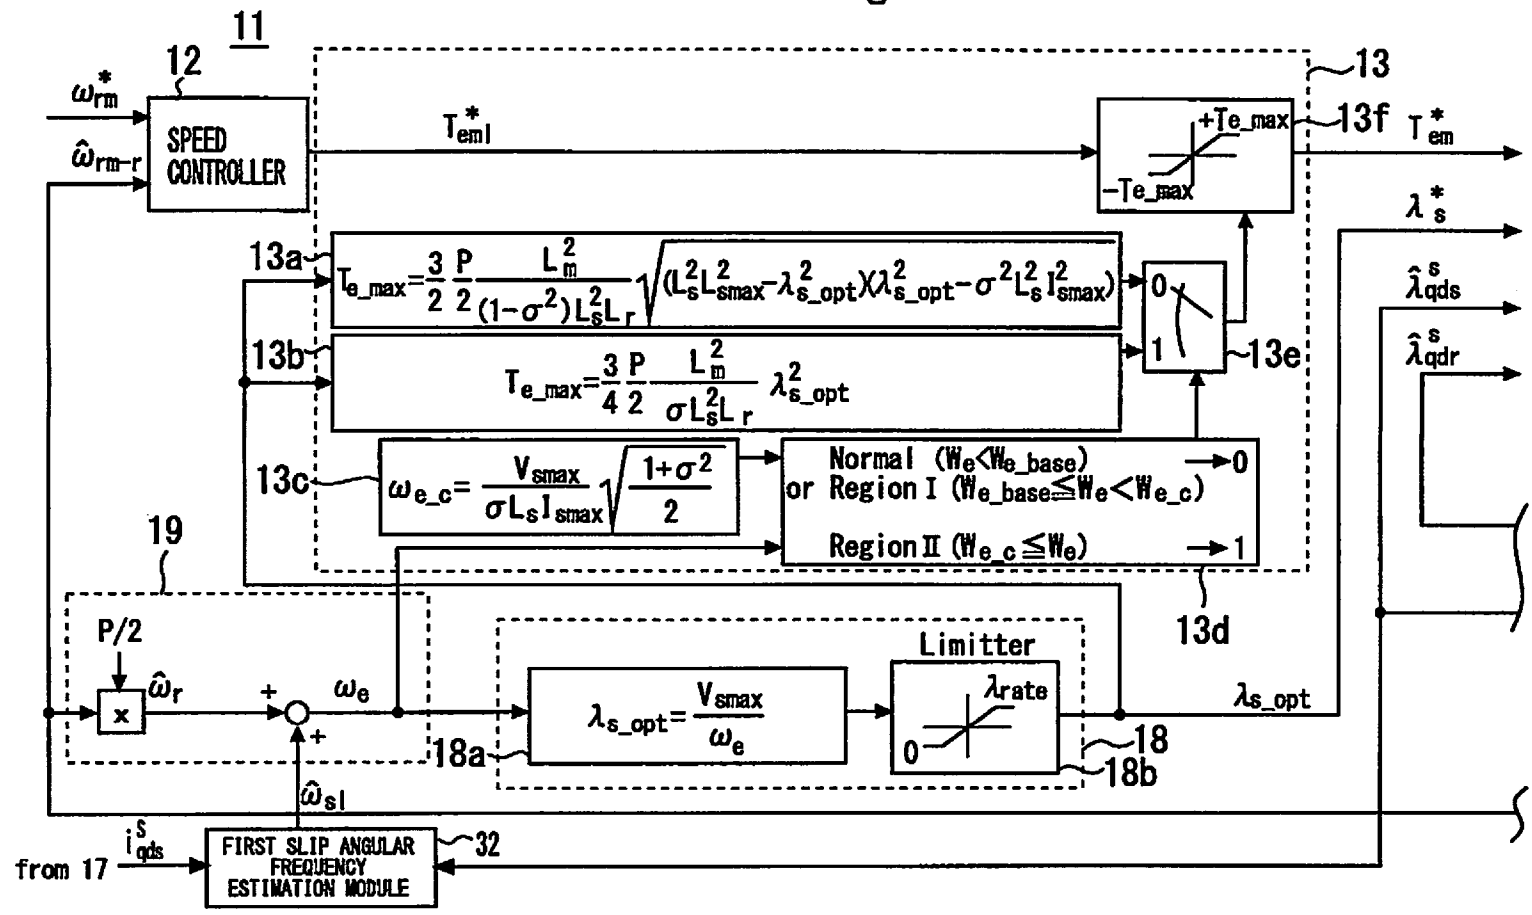 11
12
13
ω*rm
ω̂rm-r
SPEED
CONTROLLER
T*eml
+Te_max
-Te_max
13f
T*em
λ*s
λ̂sqds
λ̂sqdr
13a
Te_max=3/2 P/2 L2m/(1-σ2)L2sLr √(L2sL2smax-λ2s_opt)(λ2s_opt-σ2L2sI2smax)
0
1
13e
13b
Te_max=3/4 P/2 L2m/σL2sLr λ2s_opt
13c
ωe_c=Vsmax/σLsIsmax √1+σ2/2
Normal (We<We_base) →0
or Region I (We_base≦We<We_c)
Region II (We_c≦We) →1
13d
19
P/2
x
ω̂r
+
+
ωe
ω̂sl
18a
λs_opt=Vsmax/ωe
Limitter
λrate
0
18
18b
λs_opt
isqds
from 17
FIRST SLIP ANGULAR
FREQUENCY
ESTIMATION MODULE
32